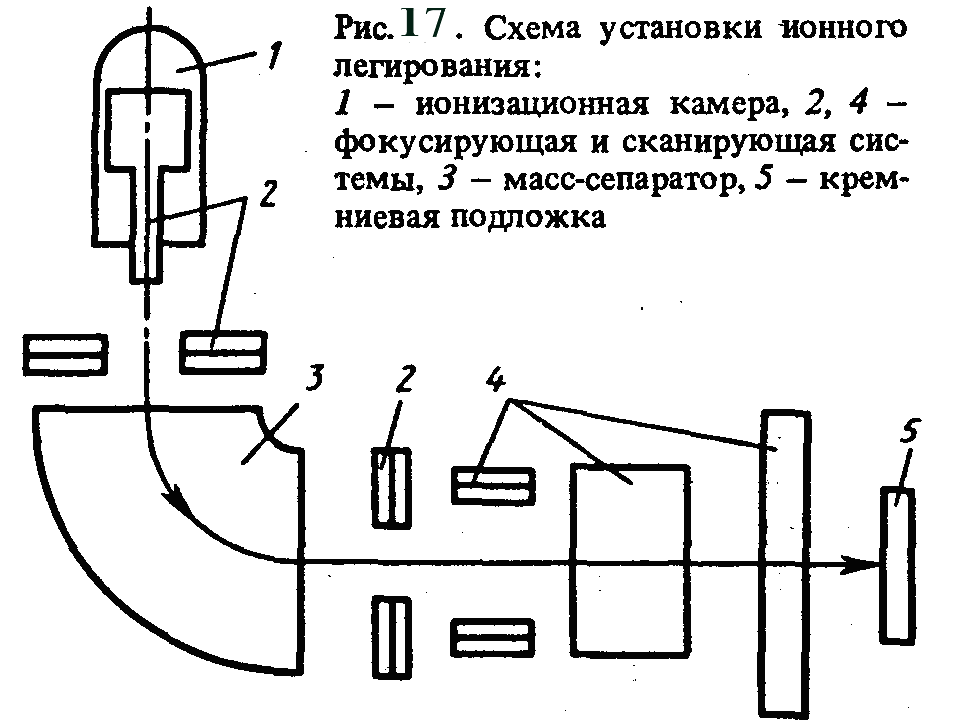 Рис. 17. Схема установки ионного
легирования:
1 – ионизационная камера, 2, 4 –
фокусирующая и сканирующая сис-
темы, 3 – масс-сепаратор, 5 – крем-
ниевая подложка
1
2
3
2
4
5